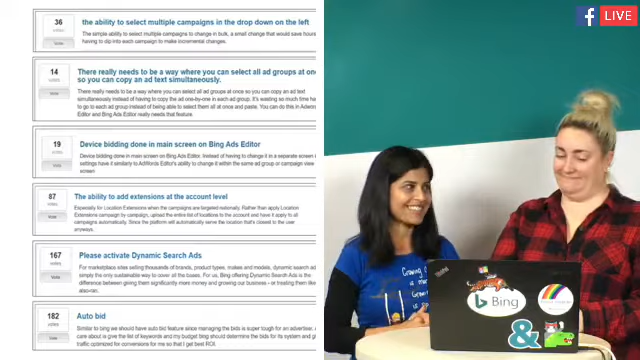 36
votes
Vote
the ability to select multiple campaigns in the drop down on the left
The simple ability to select multiple campaigns to change in bulk, a small change that would save hours
having to dip into each campaign to make incremental changes.
14
votes
Vote
There really needs to be a way where you can select all ad groups at onc
so you can copy an ad text simultaneously.
There really needs to be a way where you can select all ad groups at once so you can copy an ad text
simultaneously instead of having to copy the ad one-by-one in each ad group. It's wasting so much time ha
to go to each ad group instead of being able to select them all at once and paste. You can do this in Adwor
Editor and Bing Ads Editor really needs that feature.
19
votes
Vote
Device bidding done in main screen on Bing Ads Editor
Device bidding done in main screen on Bing Ads Editor. Instead of having to change it in a separate screen
settings have it similarly to AdWords Editor's ability to change it within the same ad group or campaign view
screen
87
votes
Vote
The ability to add extensions at the account level
Especially for Location Extensions when the campaigns are targeted nationally. Rather than apply Location
Extensions campaign by campaign, upload the entire list of locations to the account and have it apply to all
campaigns automatically. Since the platform will automatically serve the location that's closest to the user
anyways.
167
votes
Vote
Please activate Dynamic Search Ads
For marketplace sites selling thousands of brands, product types, makes and models, dynamic search ad
simply the only sustainable way to cover all the bases. For us, Bing offering Dynamic Search Ads is the
difference between giving them significantly more money and growing our business - or treating them like
also-ran.
182
votes
Vote
Auto bid
Similar to bing we should have auto bid feature since managing the bids is super tough for an advertiser.
care about is give the list of keywords and my budget bing should determine the bids for its system and g
traffic optimized for conversions for me so that I get best ROI.
f LIVE
Growing
is
Bing
&